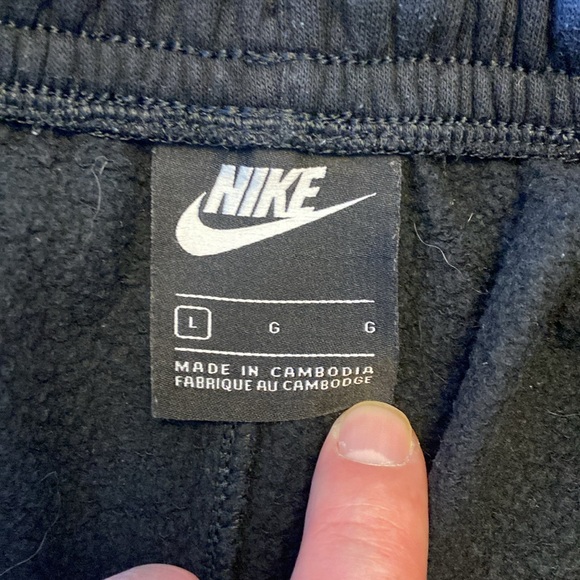 NIKE
L G G
MADE IN CAMBODIA
FABRIQUE AU CAMBODGE